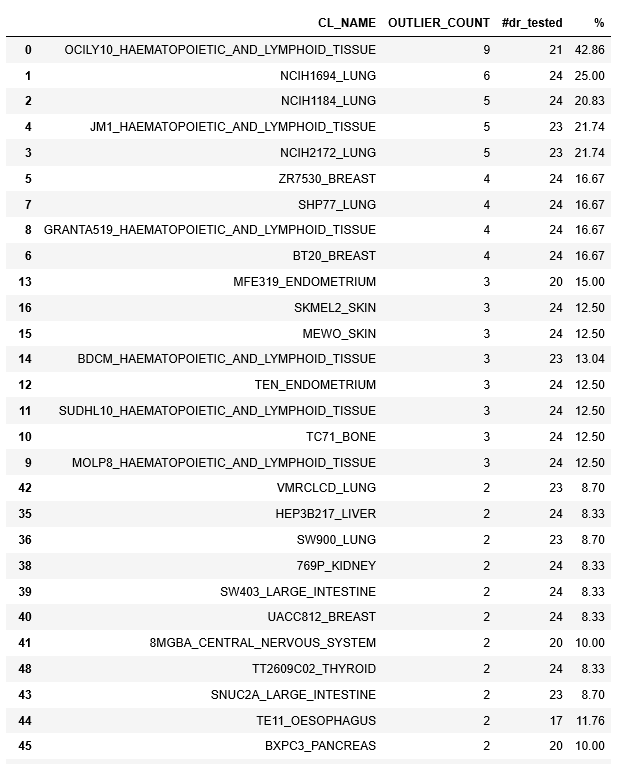 CL_NAME OUTLIER_COUNT #dr_tested %
0 OCILY10_HAEMATOPOIETIC_AND_LYMPHOID_TISSUE 9 21 42.86
1 NCIH1694_LUNG 6 24 25.00
2 NCIH1184_LUNG 5 24 20.83
4 JM1_HAEMATOPOIETIC_AND_LYMPHOID_TISSUE 5 23 21.74
3 NCIH2172_LUNG 5 23 21.74
5 ZR7530_BREAST 4 24 16.67
7 SHP77_LUNG 4 24 16.67
8 GRANTA519_HAEMATOPOIETIC_AND_LYMPHOID_TISSUE 4 24 16.67
6 BT20_BREAST 4 24 16.67
13 MFE319_ENDOMETRIUM 3 20 15.00
16 SKMEL2_SKIN 3 24 12.50
15 MEWO_SKIN 3 24 12.50
14 BDCM_HAEMATOPOIETIC_AND_LYMPHOID_TISSUE 3 23 13.04
12 TEN_ENDOMETRIUM 3 24 12.50
11 SUDHL10_HAEMATOPOIETIC_AND_LYMPHOID_TISSUE 3 24 12.50
10 TC71_BONE 3 24 12.50
9 MOLP8_HAEMATOPOIETIC_AND_LYMPHOID_TISSUE 3 24 12.50
42 VMRCLCD_LUNG 2 23 8.70
35 HEP3B217_LIVER 2 24 8.33
36 SW900_LUNG 2 23 8.70
38 769P_KIDNEY 2 24 8.33
39 SW403_LARGE_INTESTINE 2 24 8.33
40 UACC812_BREAST 2 24 8.33
41 8MGBA_CENTRAL_NERVOUS_SYSTEM 2 20 10.00
48 TT2609C02_THYROID 2 24 8.33
43 SNUC2A_LARGE_INTESTINE 2 23 8.70
44 TE11_OESOPHAGUS 2 17 11.76
45 BXPC3_PANCREAS 2 20 10.00